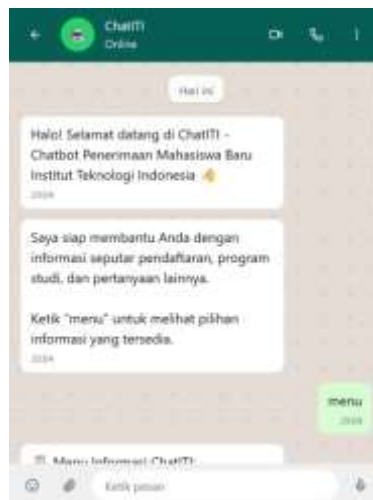 ChatITI
Online
Hari ini
Halo! Selamat datang di ChatITI -
Chatbot Penerimaan Mahasiswa Baru
Institut Teknologi Indonesia
Saya siap membantu Anda dengan
informasi seputar pendaftaran, program
studi, dan pertanyaan lainnya.
Ketik "menu" untuk melihat pilihan
informasi yang tersedia.
menu
Menu Informasi ChatITI:
Ketik pesan